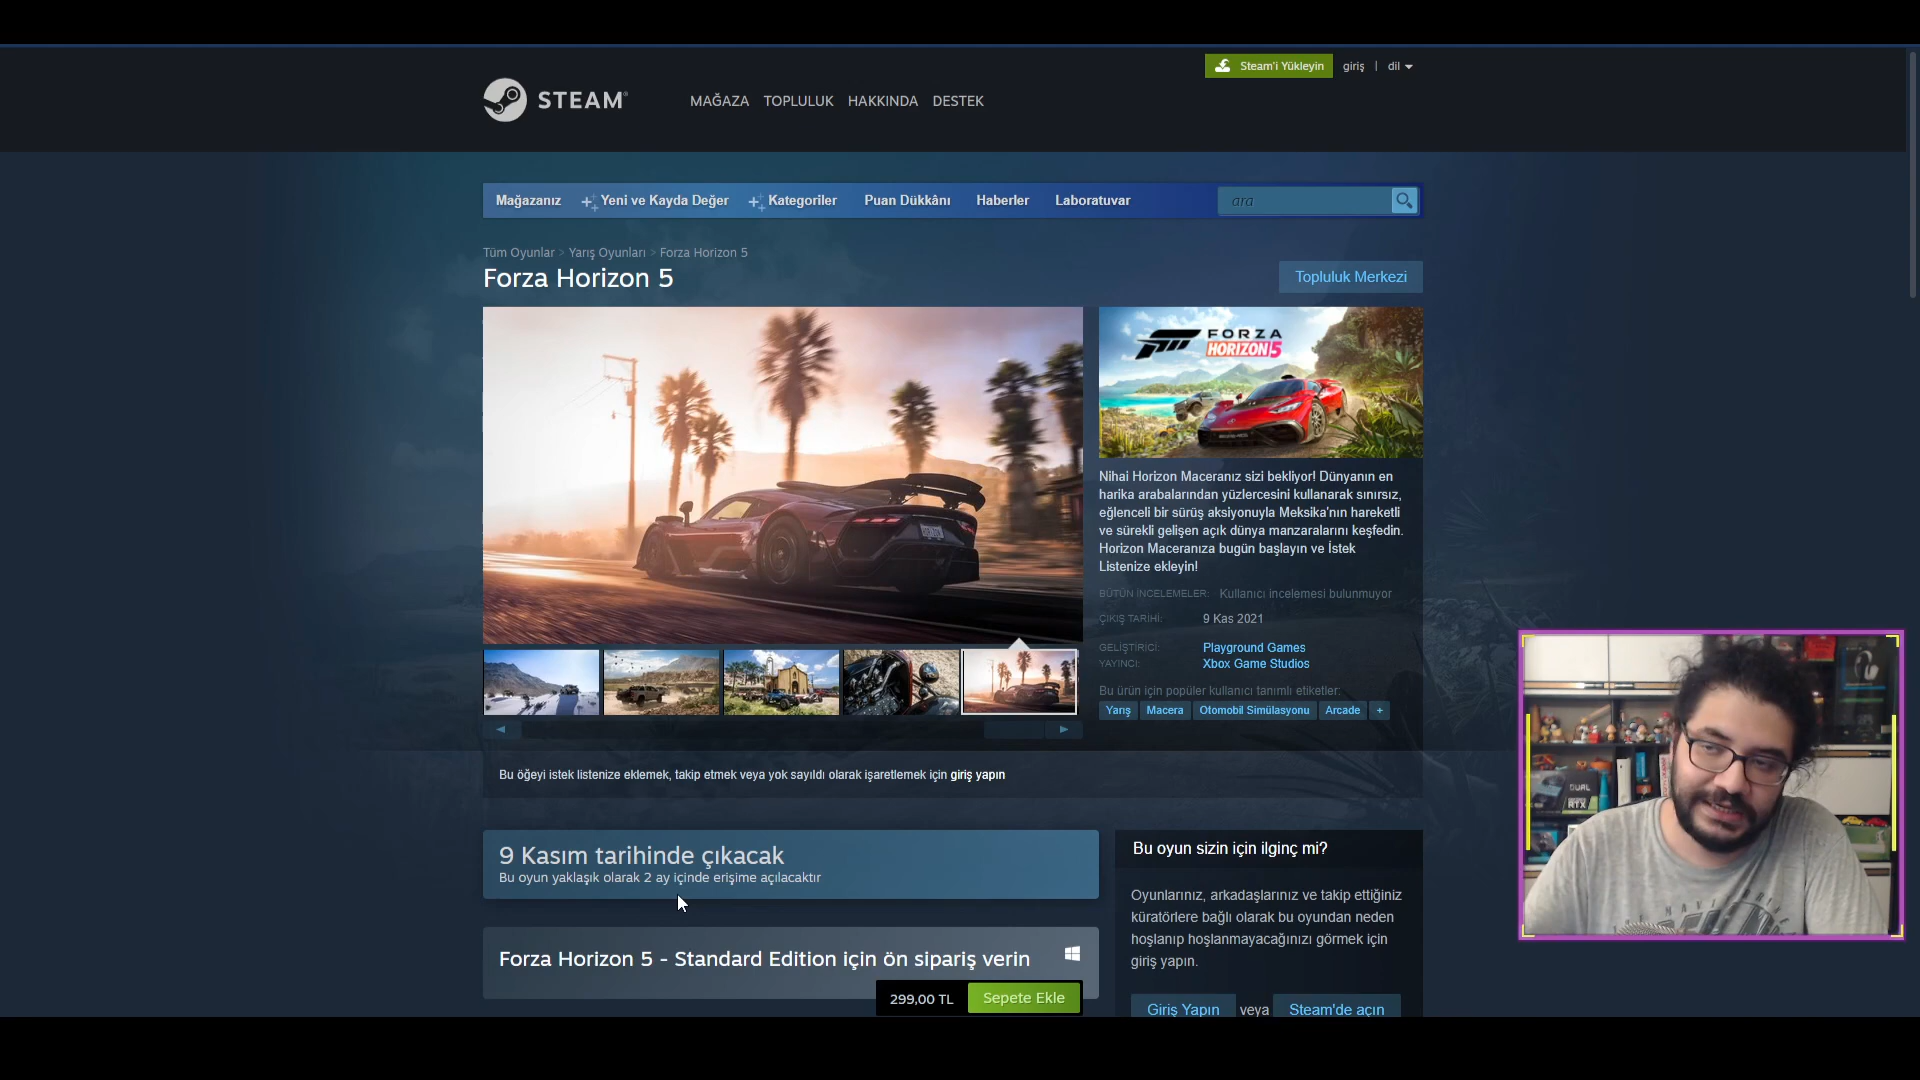 Steam'i Yükleyin
giriş | dil
STEAM
MAĞAZA TOPLULUK HAKKINDA DESTEK
Mağazanız Yeni ve Kayda Değer Kategoriler Puan Dükkânı Haberler Laboratuvar
ara
Tüm Oyunlar > Yarış Oyunları > Forza Horizon 5
Forza Horizon 5
Topluluk Merkezi
FORZA
HORIZON 5
Nihai Horizon Maceranız sizi bekliyor! Dünyanın en
harika arabalarından yüzlercesini kullanarak sınırsız,
eğlenceli bir sürüş aksiyonuyla Meksika'nın hareketli
ve sürekli gelişen açık dünya manzaralarını keşfedin.
Horizon Maceranıza bugün başlayın ve İstek
Listenize ekleyin!
BÜTÜN İNCELEMELER: Kullanıcı incelemesi bulunmuyor
ÇIKIŞ TARİHİ: 9 Kas 2021
GELİŞTİRİCİ: Playground Games
YAYINCI: Xbox Game Studios
Bu ürün için popüler kullanıcı tanımlı etiketler:
Yarış Macera Otomobil Simülasyonu Arcade +
Bu öğeyi istek listenize eklemek, takip etmek veya yok sayıldı olarak işaretlemek için giriş yapın
9 Kasım tarihinde çıkacak
Bu oyun yaklaşık olarak 2 ay içinde erişime açılacaktır
Forza Horizon 5 - Standard Edition için ön sipariş verin
299,00 TL Sepete Ekle
Bu oyun sizin için ilginç mi?
Oyunlarınız, arkadaşlarınız ve takip ettiğiniz
küratörlere bağlı olarak bu oyundan neden
hoşlanıp hoşlanmayacağınızı görmek için
giriş yapın.
Giriş Yapın veya Steam'de açın
DUAL
RTX